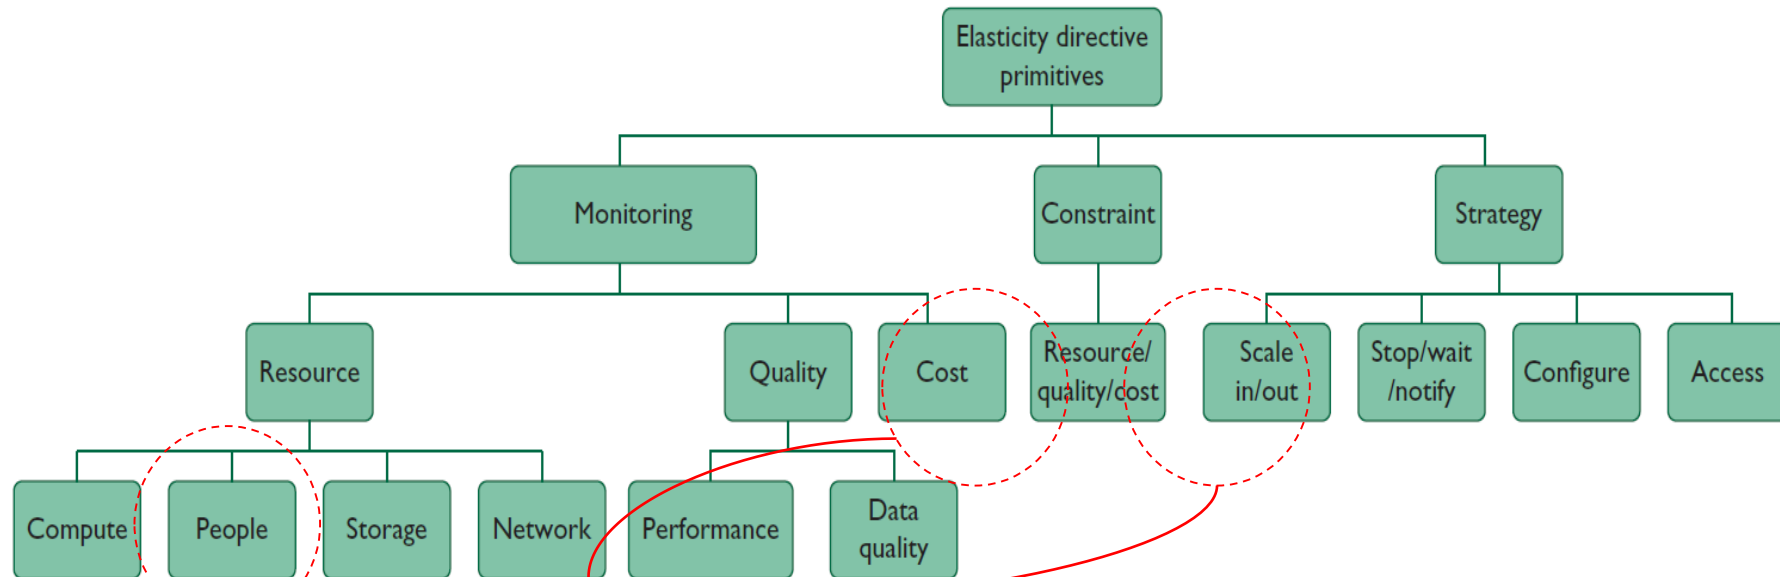 Elasticity directive
primitives
Monitoring
Constraint
Strategy
Resource
Quality
Cost
Resource/
quality/cost
Scale
in/out
Stop/wait
/notify
Configure
Access
Compute
People
Storage
Network
Performance
Data
quality